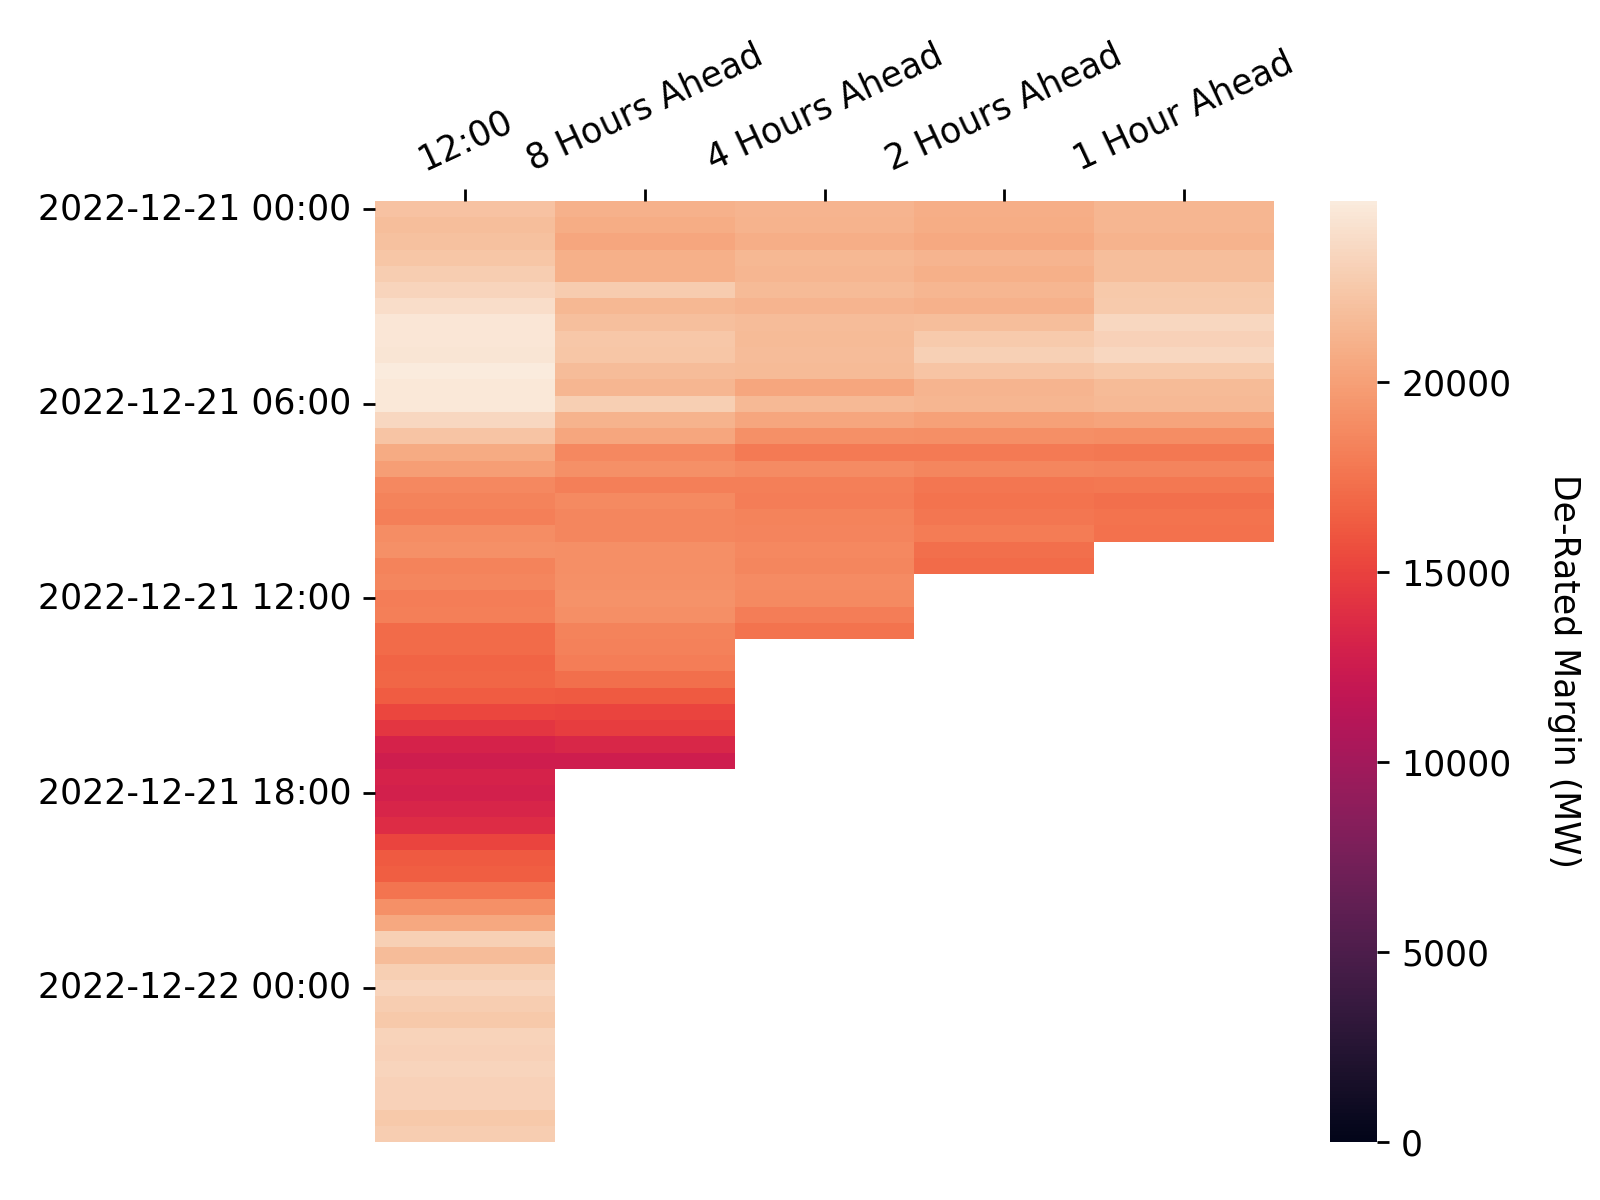 12:00
8 Hours Ahead
4 Hours Ahead
2 Hours Ahead
1 Hour Ahead
2022-12-21 00:00
2022-12-21 06:00
2022-12-21 12:00
2022-12-21 18:00
2022-12-22 00:00
20000
15000
10000
5000
0
De-Rated Margin (MW)